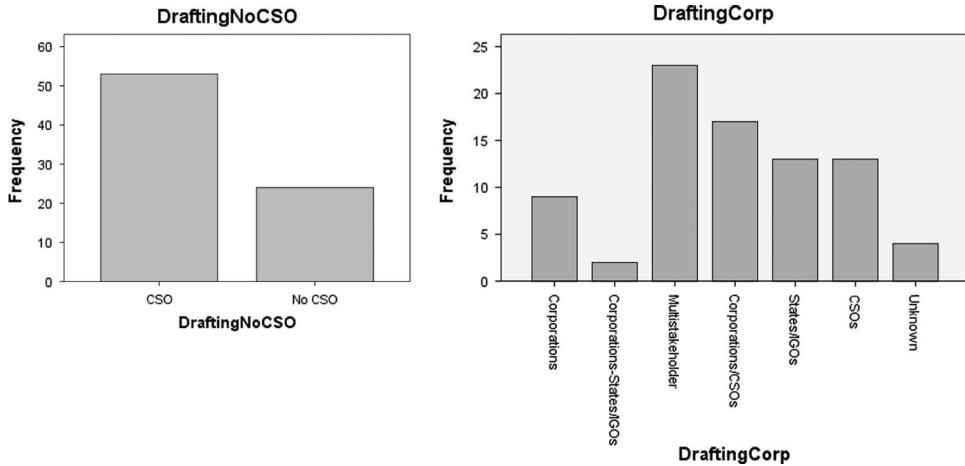 DraftingNoCSO
Frequency
60
50
40
30
20
10
0
CSO
No CSO
DraftingNoCSO
DraftingCorp
Frequency
25
20
15
10
5
0
Corporations
Corporations-States/IGOs
Multistakeholder
Corporations/CSOs
States/IGOs
CSOs
Unknown
DraftingCorp